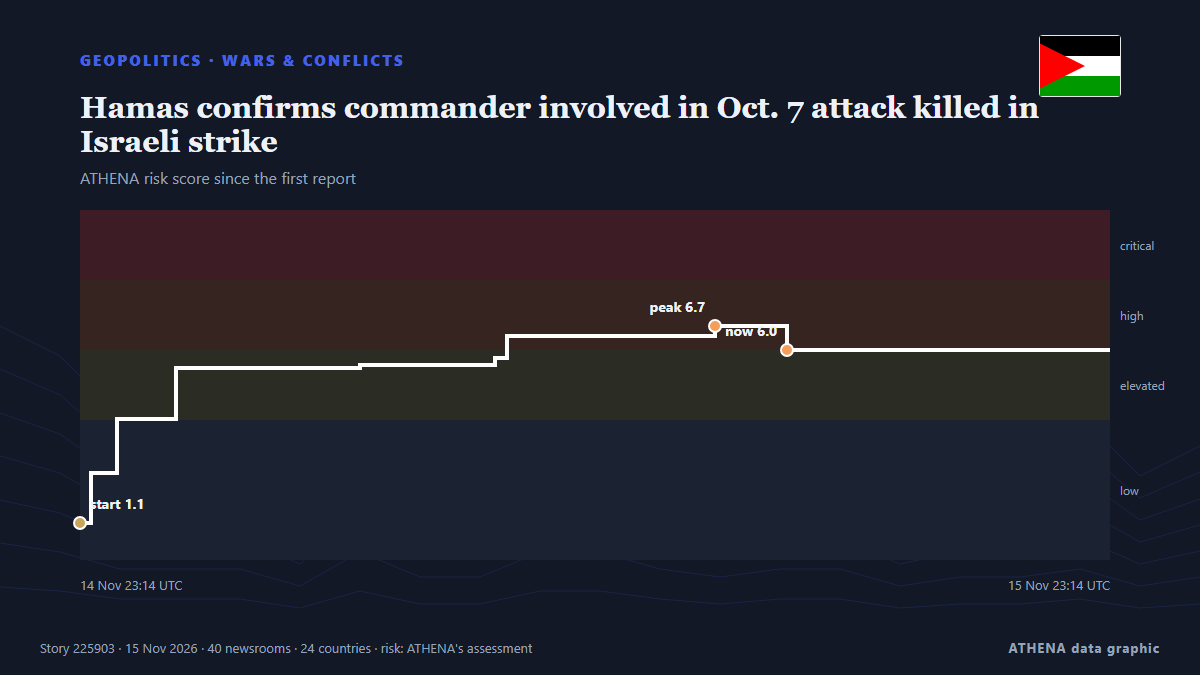 GEOPOLITICS · WARS & CONFLICTS
Hamas confirms commander involved in Oct. 7 attack killed in
Israeli strike
ATHENA risk score since the first report
critical
peak 6.7
high
now 6.0
elevated
low
start 1.1
14 Nov 23:14 UTC
15 Nov 23:14 UTC
Story 225903 · 15 Nov 2026 · 40 newsrooms · 24 countries · risk: ATHENA's assessment
ATHENA data graphic